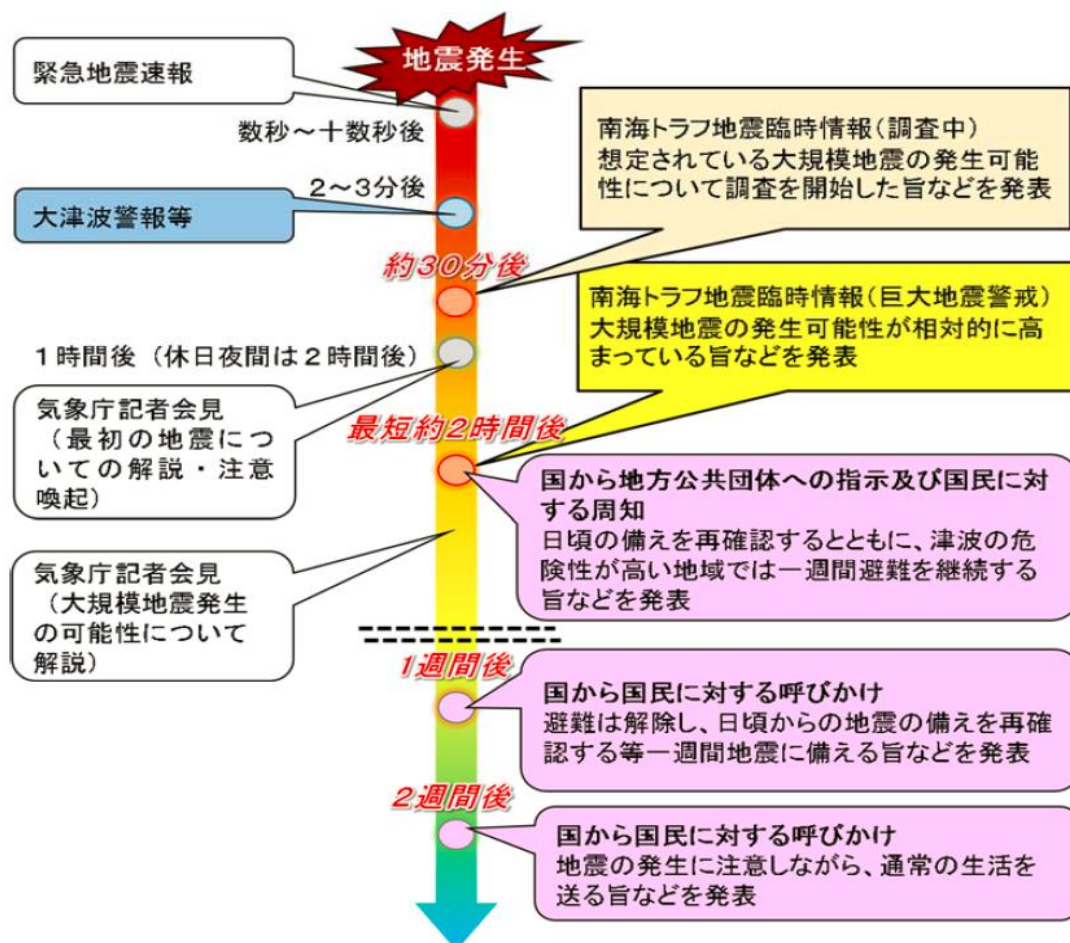 地震発生
緊急地震速報
数秒～十数秒後
南海トラフ地震臨時情報（調査中）
想定されている大規模地震の発生可能
性について調査を開始した旨などを発表
2～3分後
大津波警報等
約30分後
南海トラフ地震臨時情報（巨大地震警戒）
大規模地震の発生可能性が相対的に高
まっている旨などを発表
1時間後（休日夜間は2時間後）
気象庁記者会見
（最初の地震につ
いての解説・注意
喚起）
最短約2時間後
国から地方公共団体への指示及び国民に対
する周知
日頃の備えを再確認するとともに、津波の危
険性が高い地域では一週間避難を継続する
旨などを発表
気象庁記者会見
（大規模地震発生
の可能性について
解説）
1週間後
国から国民に対する呼びかけ
避難は解除し、日頃からの地震の備えを再確
認する等一週間地震に備える旨などを発表
2週間後
国から国民に対する呼びかけ
地震の発生に注意しながら、通常の生活を
送る旨などを発表